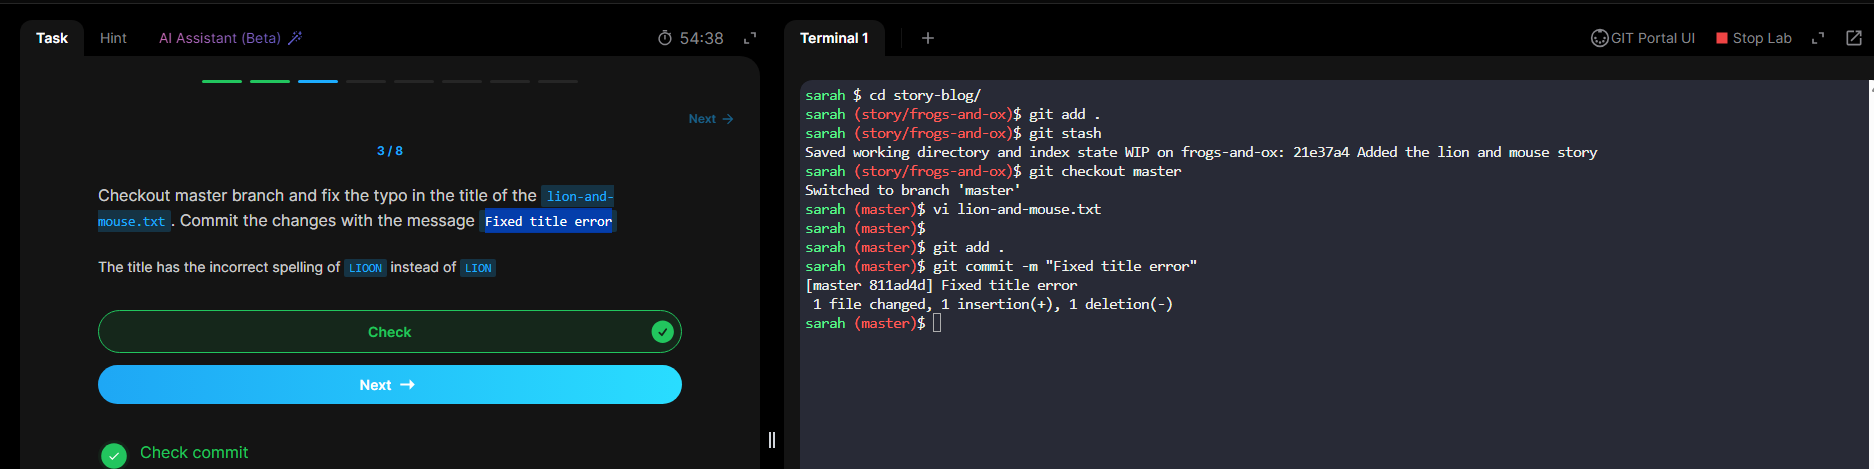 Task Hint AI Assistant (Beta) 54:38
Next →
3 / 8
Checkout master branch and fix the typo in the title of the lion-and-
mouse.txt . Commit the changes with the message Fixed title error
The title has the incorrect spelling of LIOON instead of LION
Check
Next →
Check commit
Terminal 1 + GIT Portal UI Stop Lab
sarah $ cd story-blog/
sarah (story/frogs-and-ox)$ git add .
sarah (story/frogs-and-ox)$ git stash
Saved working directory and index state WIP on frogs-and-ox: 21e37a4 Added the lion and mouse story
sarah (story/frogs-and-ox)$ git checkout master
Switched to branch 'master'
sarah (master)$ vi lion-and-mouse.txt
sarah (master)$
sarah (master)$ git add .
sarah (master)$ git commit -m "Fixed title error"
[master 811ad4d] Fixed title error
1 file changed, 1 insertion(+), 1 deletion(-)
sarah (master)$